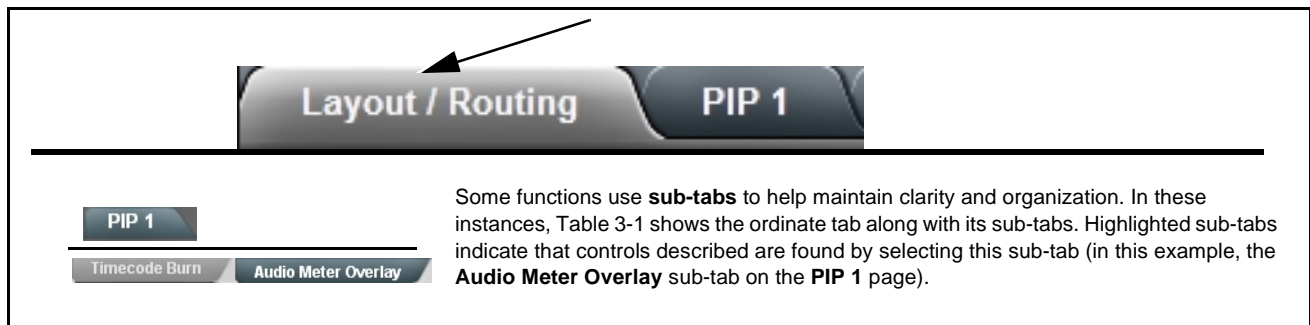 Layout / Routing
PIP 1
PIP 1
Timecode Burn
Audio Meter Overlay
Some functions use sub-tabs to help maintain clarity and organization. In these
instances, Table 3-1 shows the ordinate tab along with its sub-tabs. Highlighted sub-tabs
indicate that controls described are found by selecting this sub-tab (in this example, the
Audio Meter Overlay sub-tab on the PIP 1 page).